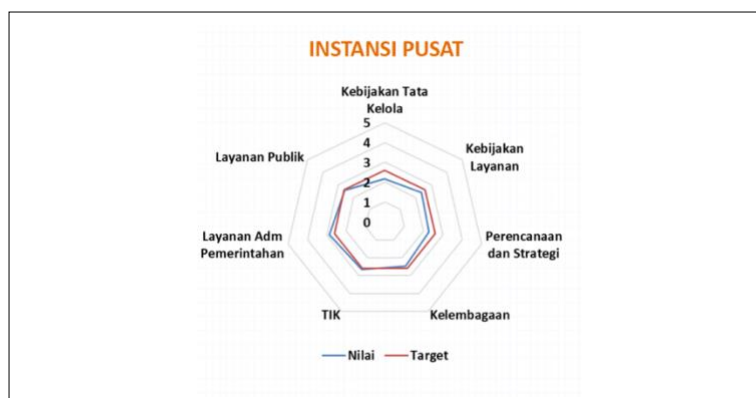 INSTANSI PUSAT
Kebijakan Tata
Kelola
5
4
3
2
1
0
Kebijakan
Layanan
Perencanaan
dan Strategi
Kelembagaan
TIK
Layanan Adm
Pemerintahan
Layanan Publik
Nilai
Target